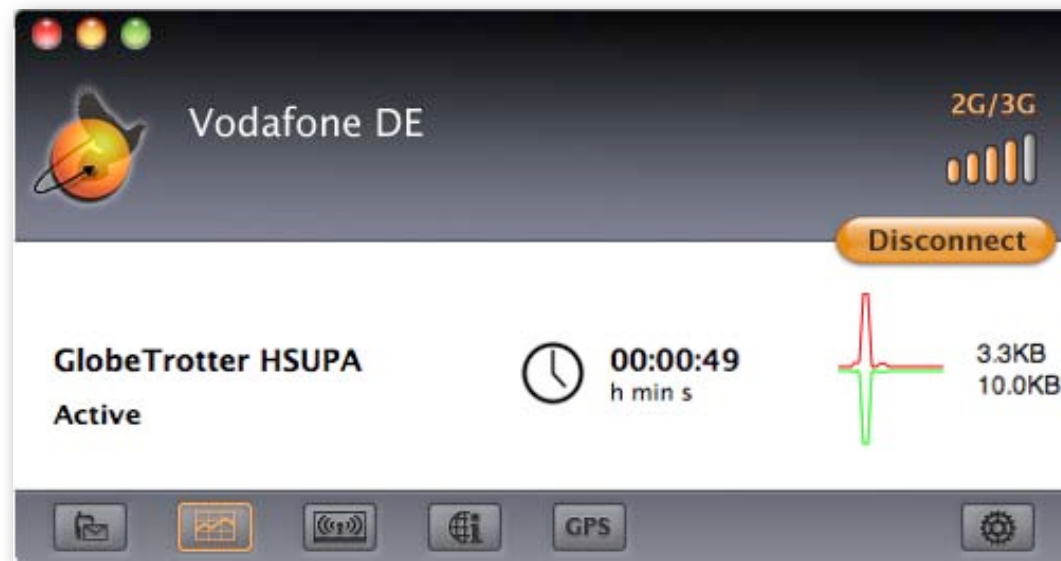 Vodafone DE
2G/3G
Disconnect
GlobeTrotter HSUPA
Active
00:00:49
h min s
3.3KB
10.0KB
GPS